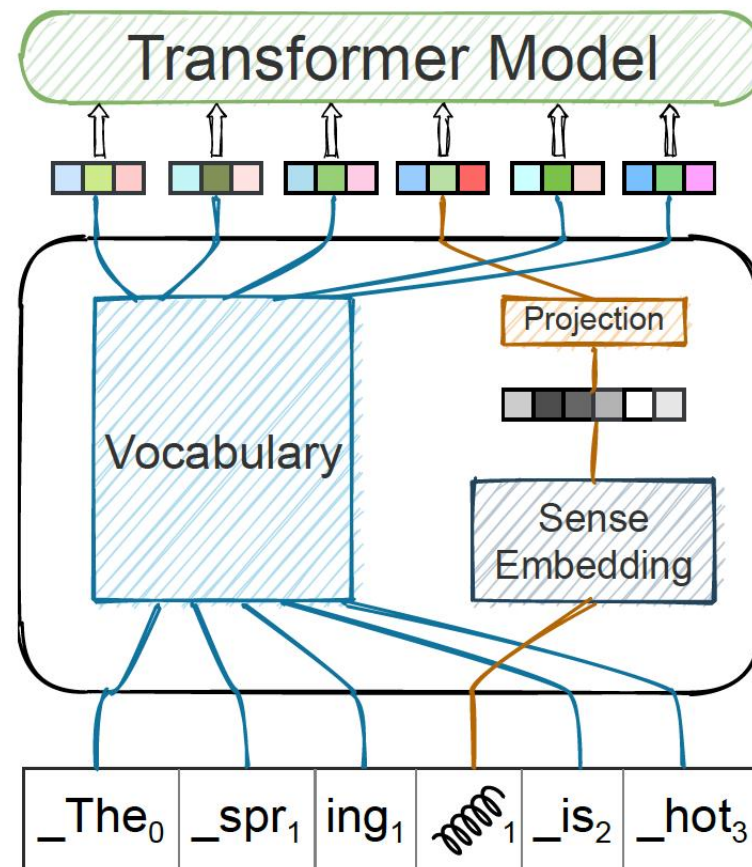 Transformer Model
Projection
Vocabulary
Sense
Embedding
_The₀ _spr₁ ing₁ ₁ _is₂ _hot₃